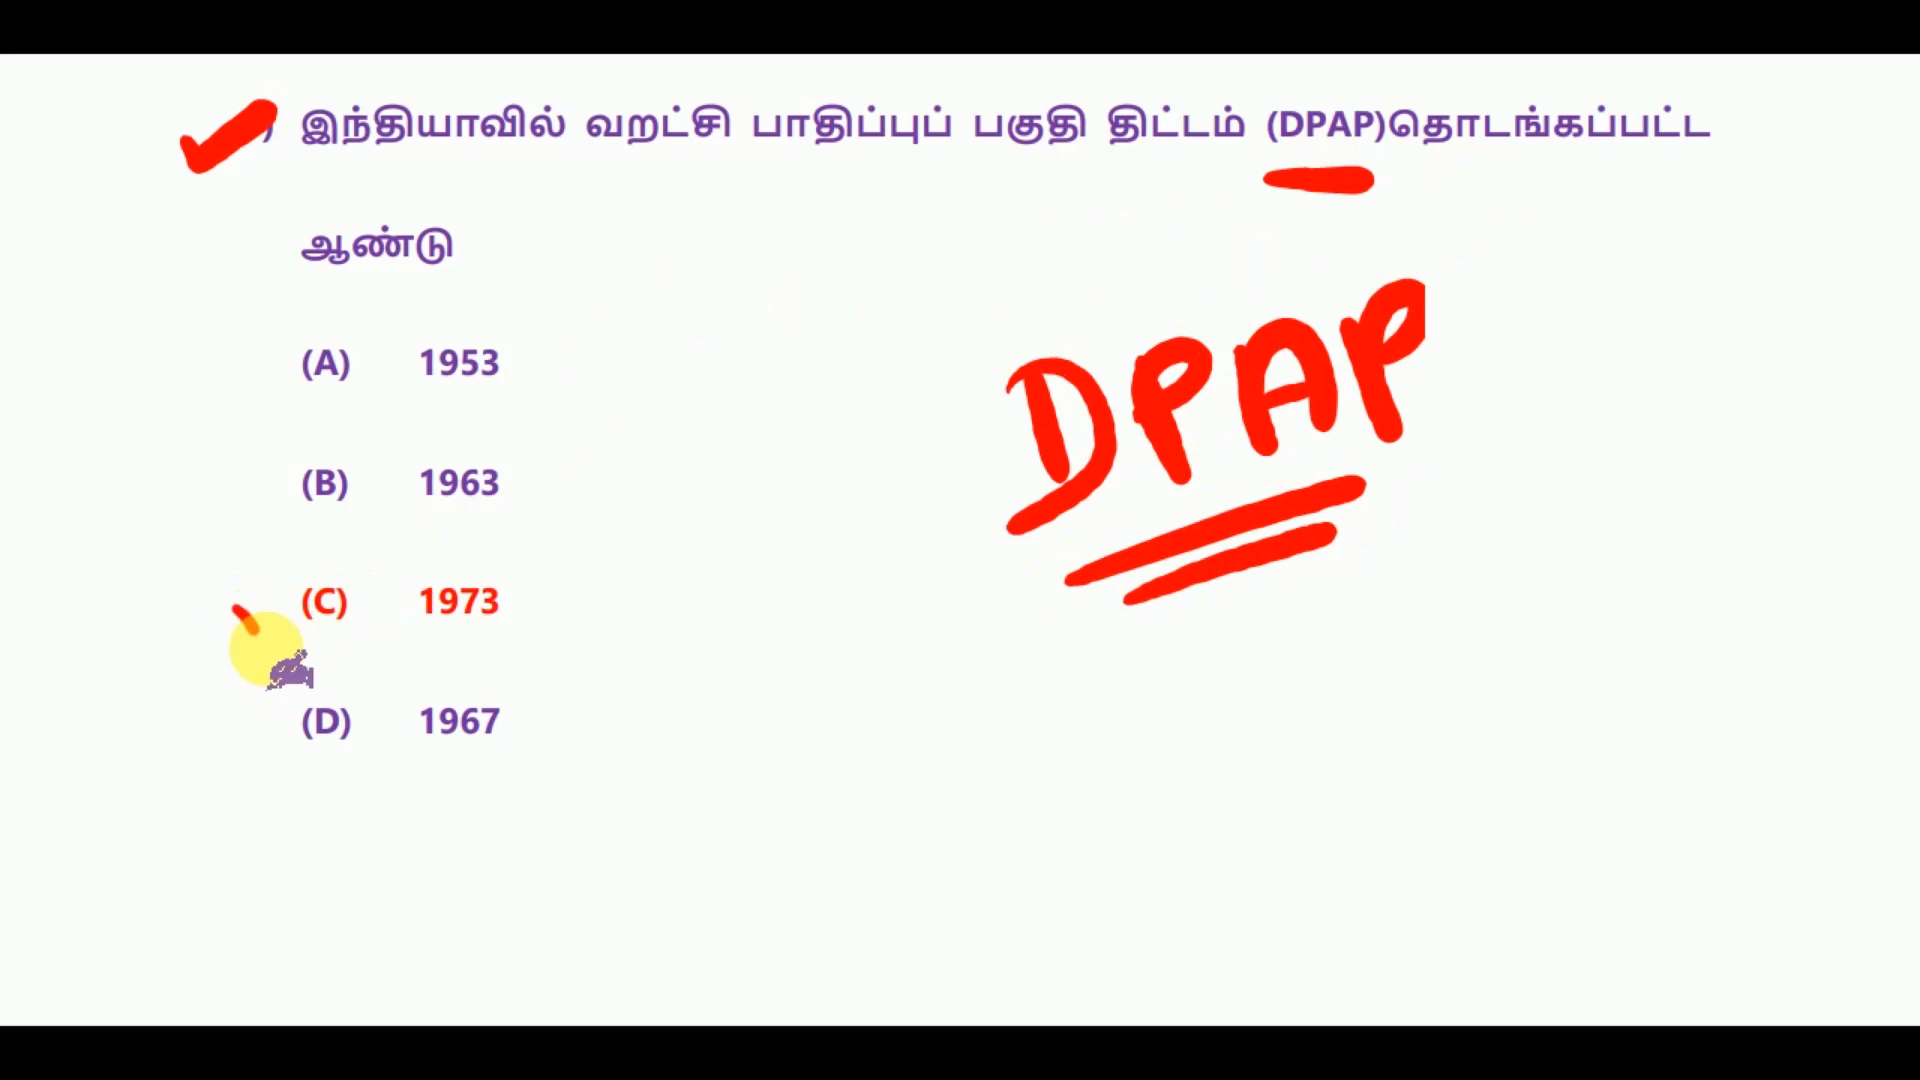 இந்தியாவில் வறட்சி பாதிப்புப் பகுதி திட்டம் (DPAP)தொடங்கப்பட்ட
ஆண்டு
(A) 1953
(B) 1963
(C) 1973
(D) 1967
DPAP